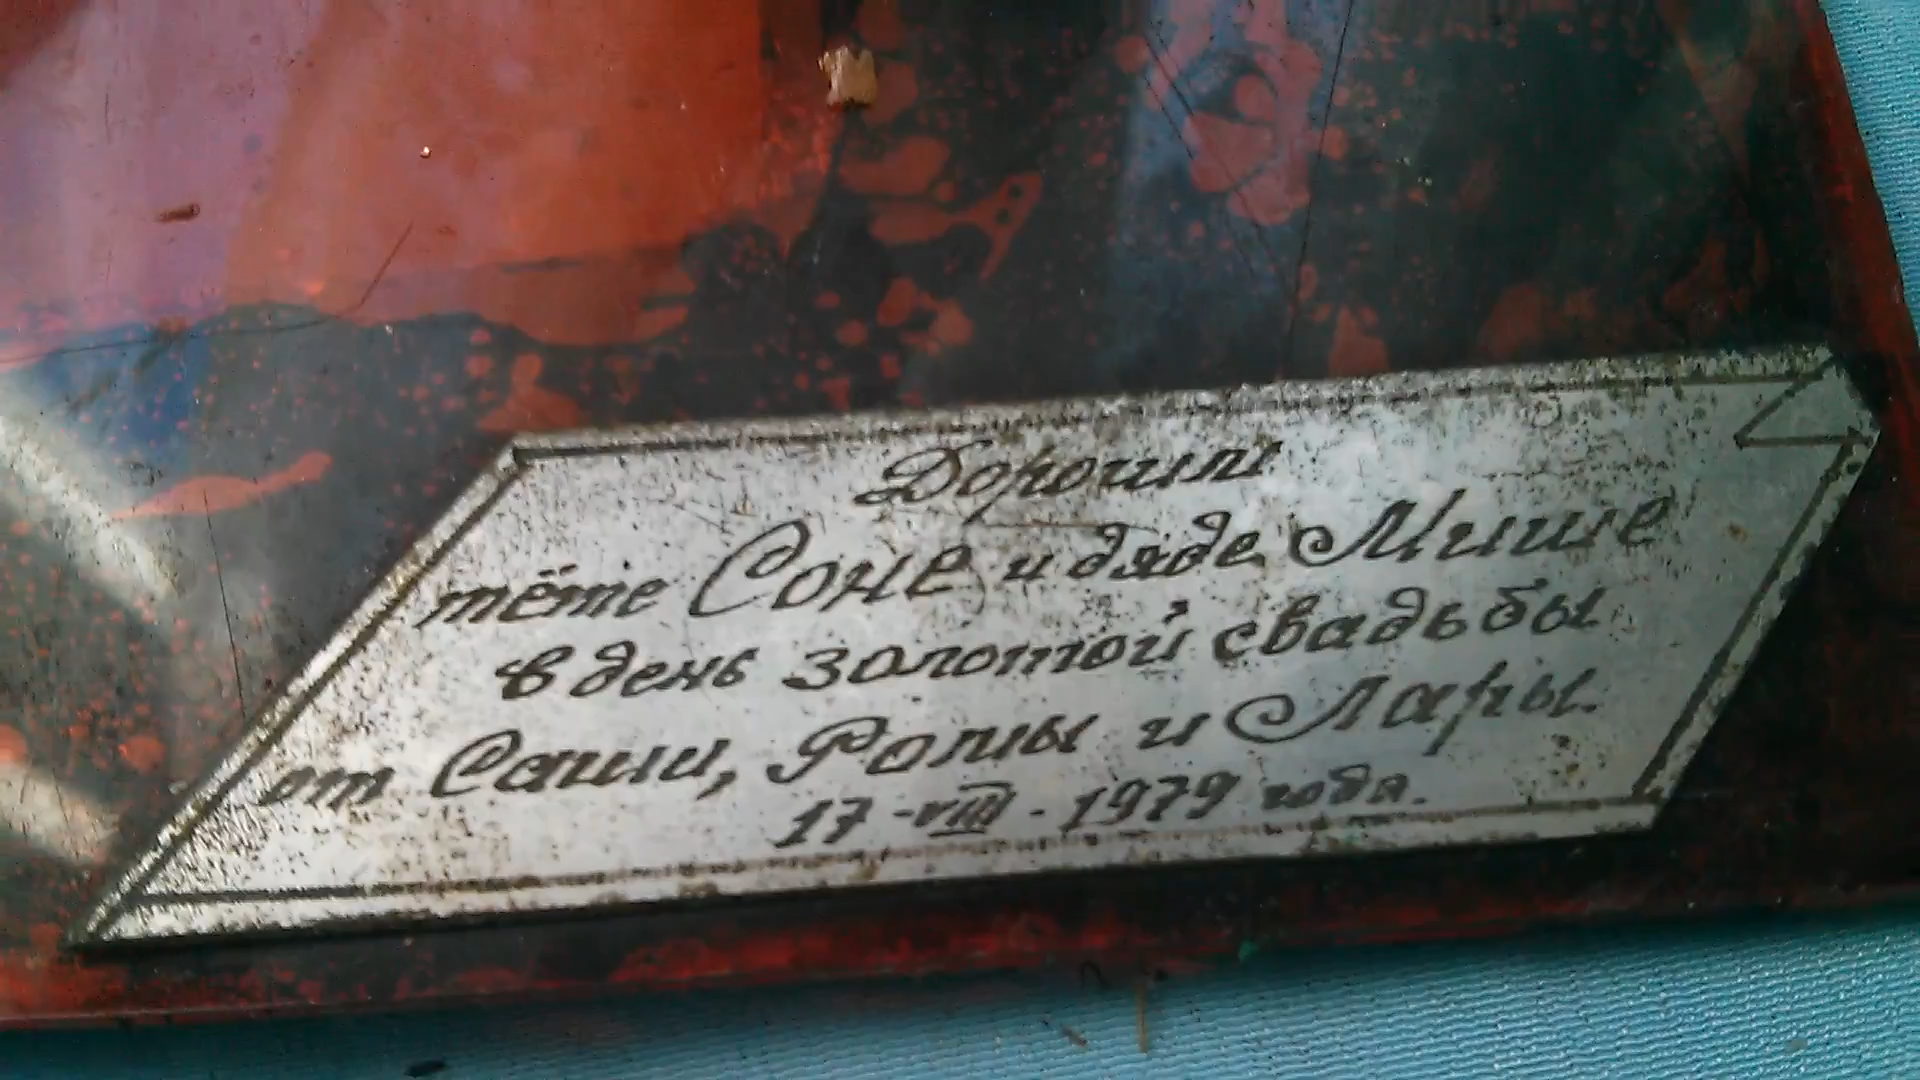 Дорогим
тёте Соне и дяде Мише
в день золотой свадьбы
от Саши, Ромы и Лары.
17-VIII-1979 года.